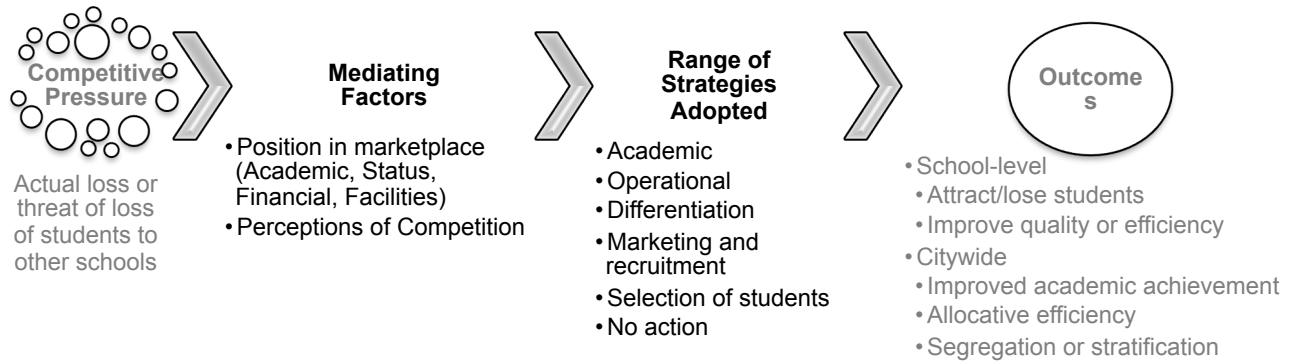 Competitive
Pressure
Actual loss or
threat of loss
of students to
other schools
Mediating
Factors
•Position in marketplace
(Academic, Status,
Financial, Facilities)
•Perceptions of Competition
Range of
Strategies
Adopted
•Academic
•Operational
•Differentiation
•Marketing and
recruitment
•Selection of students
•No action
Outcome
s
•School-level
•Attract/lose students
•Improve quality or efficiency
•Citywide
•Improved academic achievement
•Allocative efficiency
•Segregation or stratification